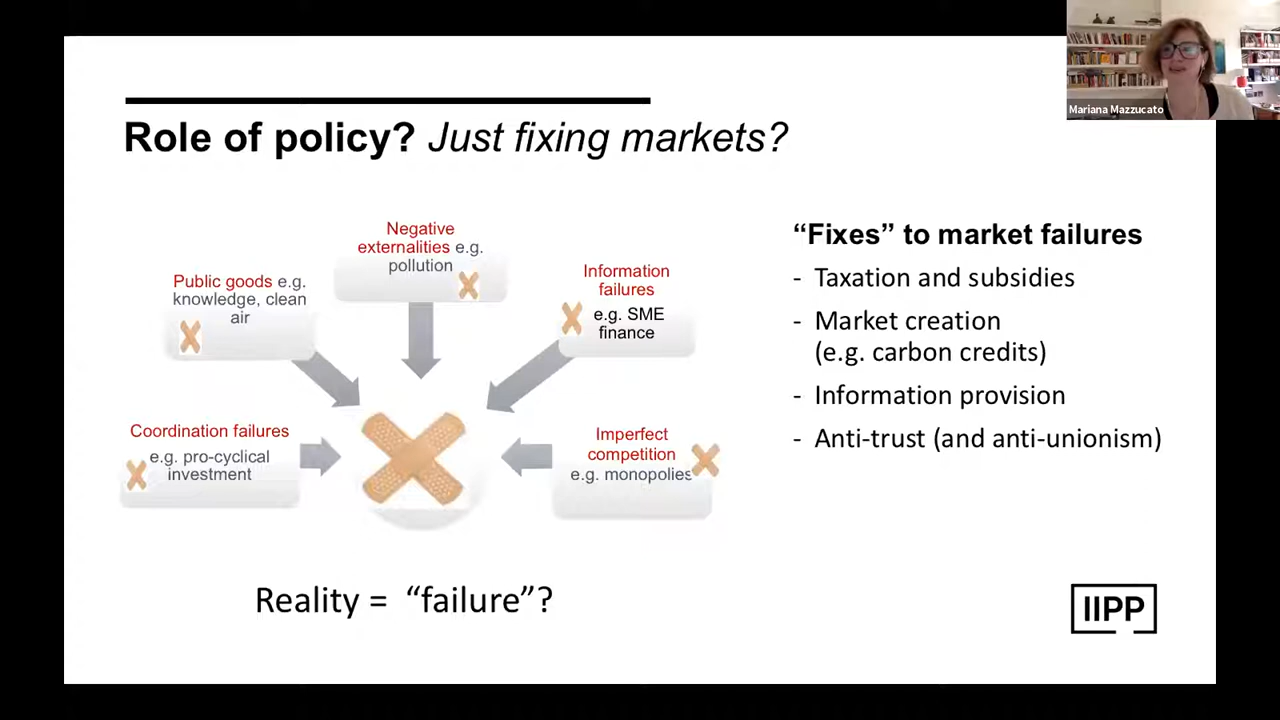 Mariana Mazzucato
Role of policy? Just fixing markets?
Negative
externalities e.g.
pollution
Public goods e.g.
knowledge, clean
air
Information
failures
e.g. SME
finance
Coordination failures
e.g. pro-cyclical
investment
Imperfect
competition
e.g. monopolies
“Fixes” to market failures
- Taxation and subsidies
- Market creation
(e.g. carbon credits)
- Information provision
- Anti-trust (and anti-unionism)
Reality = “failure”?
IIPP